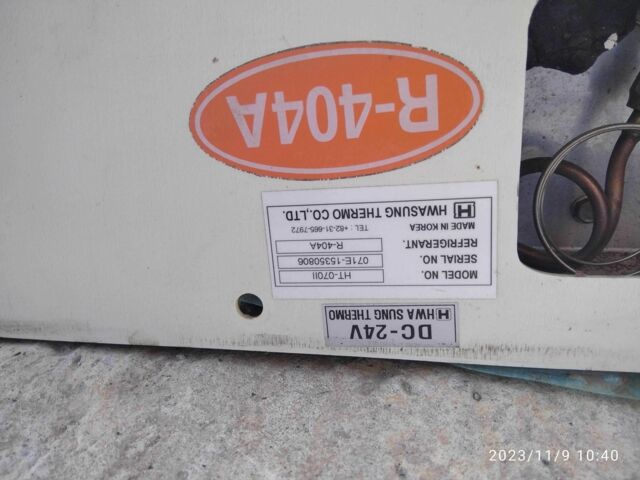 DC-24V
HWA SUNG THERMO
MODEL NO. HT-070II
SERIAL NO. 071E-15350806
REFRIGERANT. R-404A
MADE IN KOREA TEL : +82-31-665-7972
HWASUNG THERMO CO.,LTD.
R-404A
2023/11/9 10:40